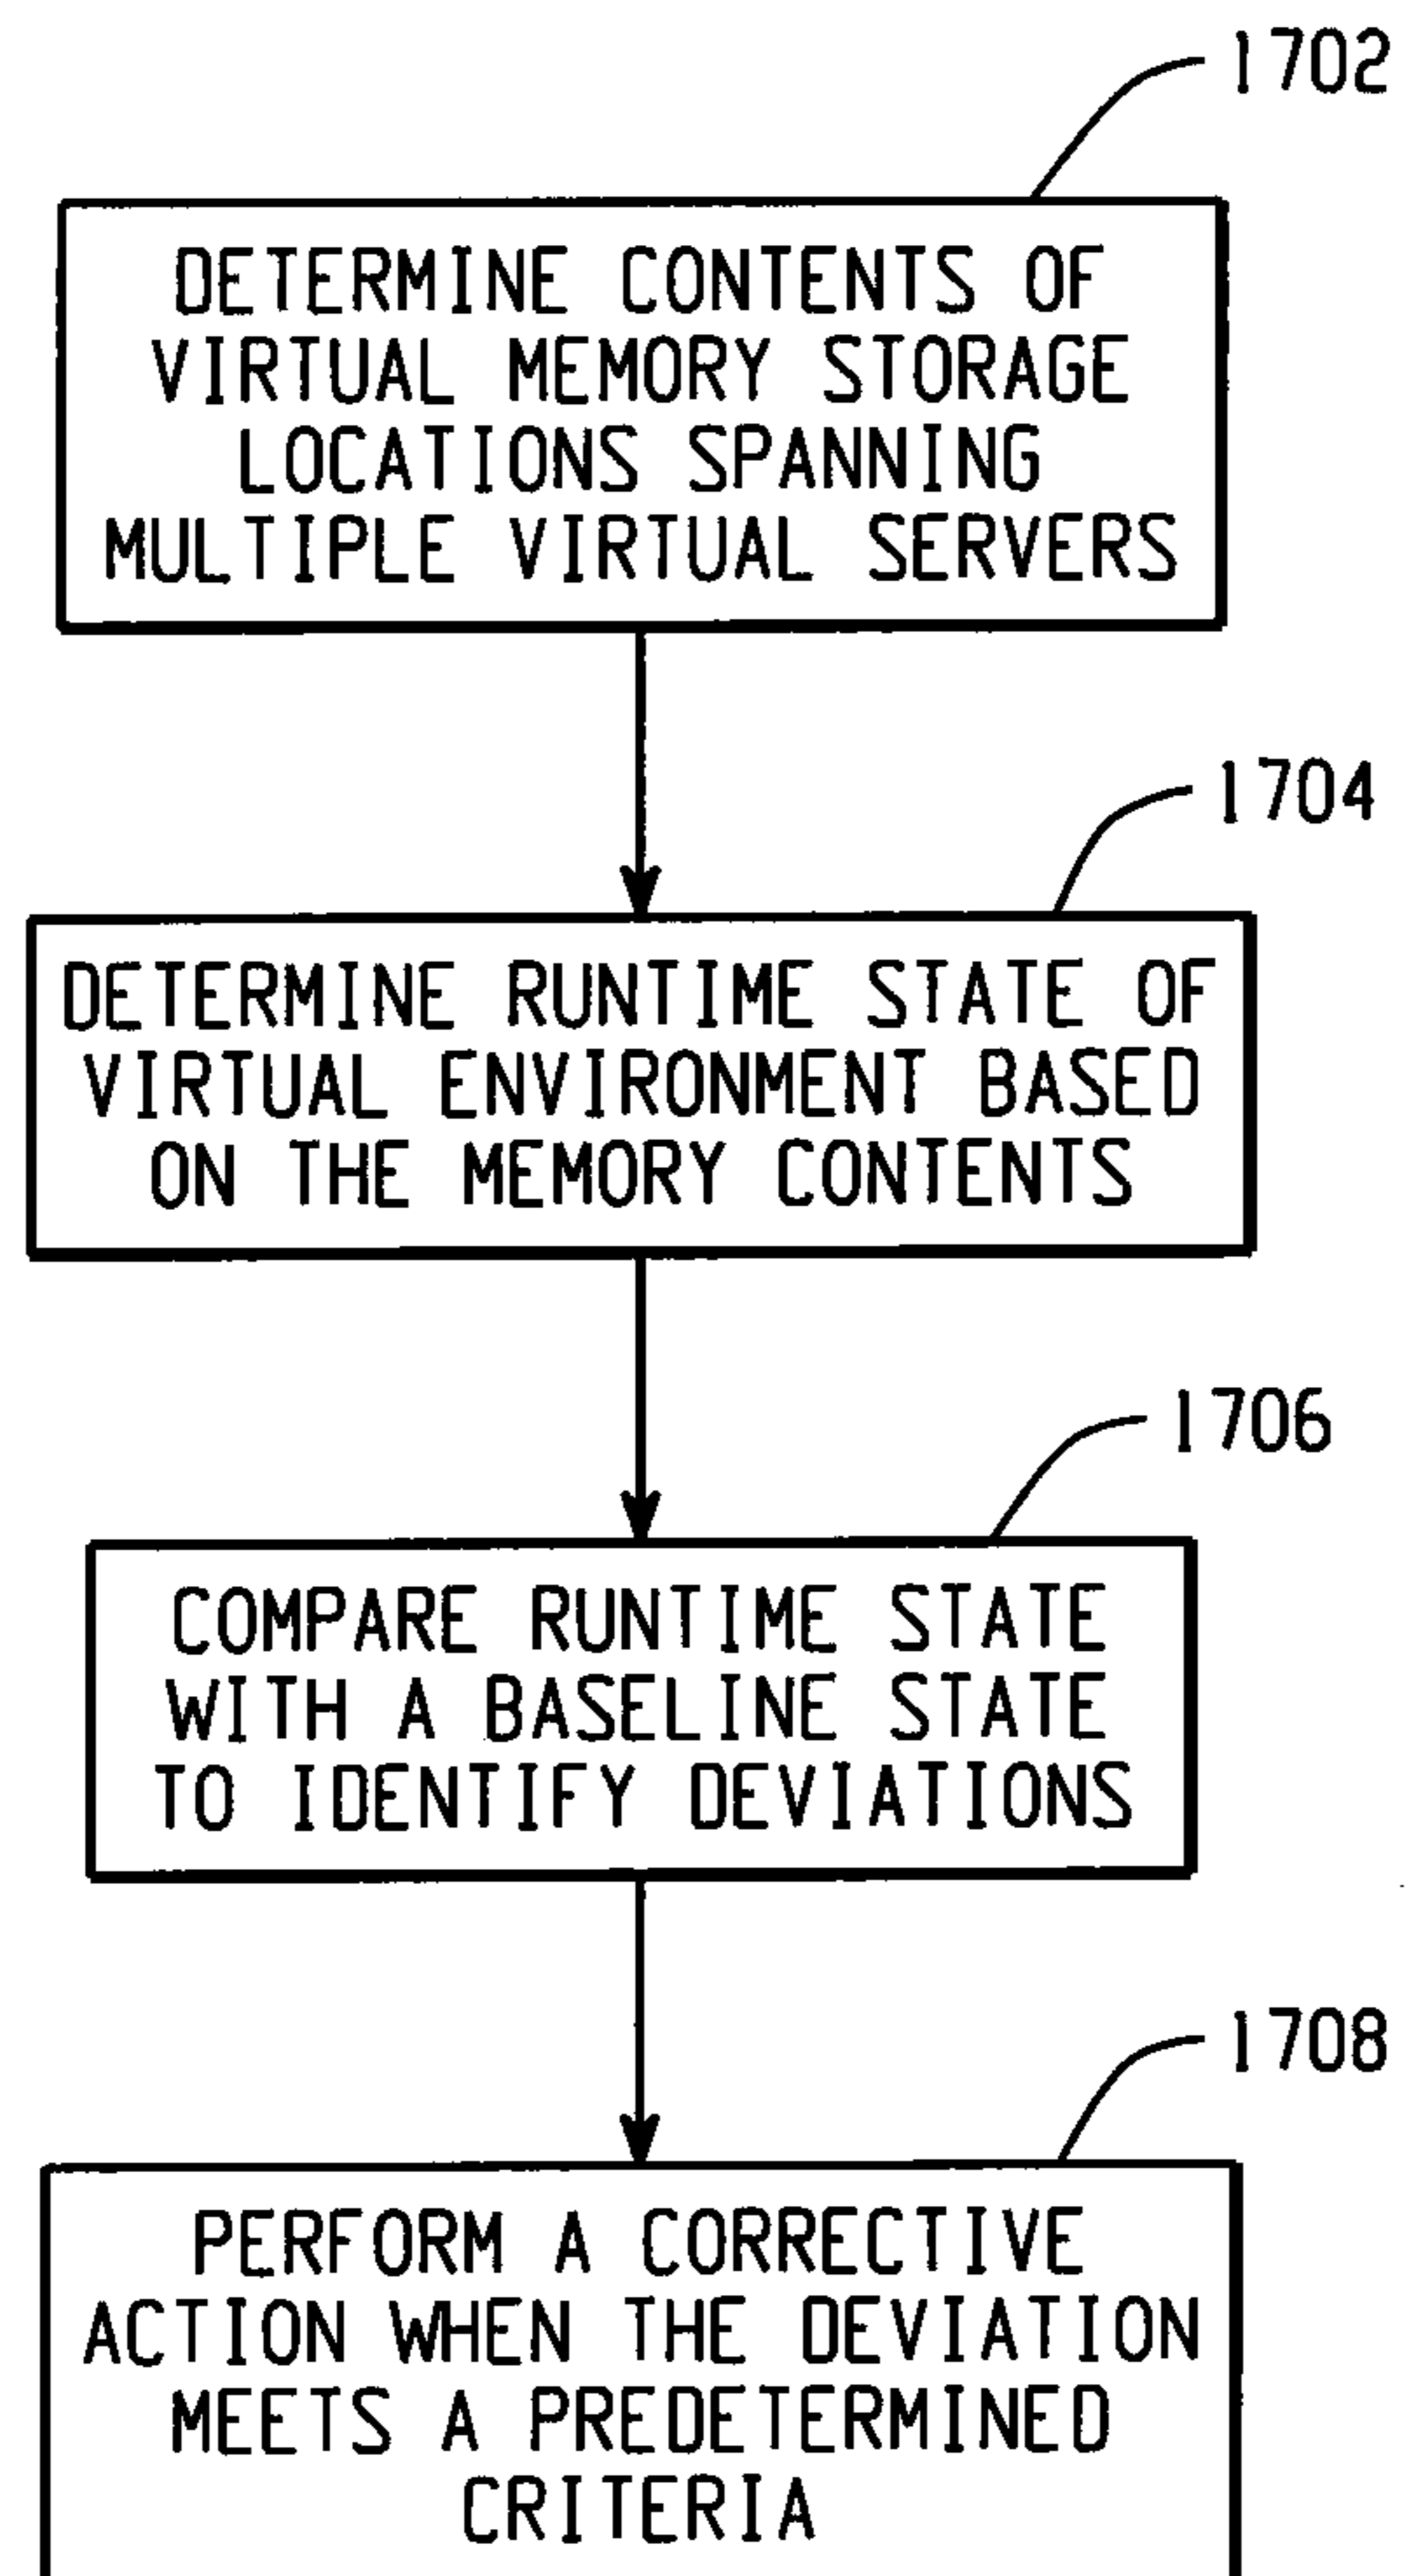 1702
DETERMINE CONTENTS OF
VIRTUAL MEMORY STORAGE
LOCATIONS SPANNING
MULTIPLE VIRTUAL SERVERS
1704
DETERMINE RUNTIME STATE OF
VIRTUAL ENVIRONMENT BASED
ON THE MEMORY CONTENTS
1706
COMPARE RUNTIME STATE
WITH A BASELINE STATE
TO IDENTIFY DEVIATIONS
1708
PERFORM A CORRECTIVE
ACTION WHEN THE DEVIATION
MEETS A PREDETERMINED
CRITERIA